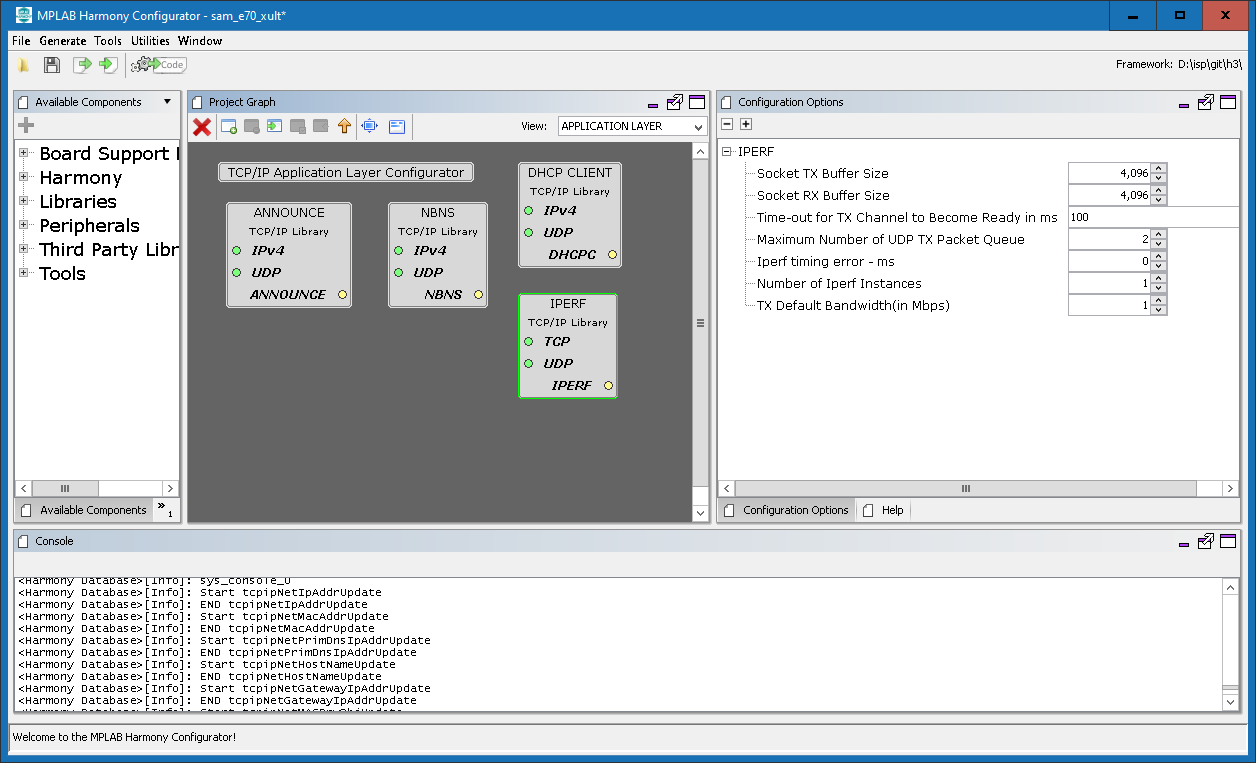 MPLAB Harmony Configurator - sam_e70_xult*
File Generate Tools Utilities Window
Code
Framework: D:\isp\git\h3\
Available Components
Board Support
Harmony
Libraries
Peripherals
Third Party Libr
Tools
Available Components
1
Project Graph
View: APPLICATION LAYER
TCP/IP Application Layer Configurator
ANNOUNCE
TCP/IP Library
IPv4
UDP
ANNOUNCE
NBNS
TCP/IP Library
IPv4
UDP
NBNS
DHCP CLIENT
TCP/IP Library
IPv4
UDP
DHCPC
IPERF
TCP/IP Library
TCP
UDP
IPERF
Configuration Options
IPERF
Socket TX Buffer Size 4,096
Socket RX Buffer Size 4,096
Time-out for TX Channel to Become Ready in ms 100
Maximum Number of UDP TX Packet Queue 2
Iperf timing error - ms 0
Number of Iperf Instances 1
TX Default Bandwidth(in Mbps) 1
Configuration Options Help
Console
<Harmony Database>[Info]: sys_console_0
<Harmony Database>[Info]: Start tcpipNetIpAddrUpdate
<Harmony Database>[Info]: END tcpipNetIpAddrUpdate
<Harmony Database>[Info]: Start tcpipNetMacAddrUpdate
<Harmony Database>[Info]: END tcpipNetMacAddrUpdate
<Harmony Database>[Info]: Start tcpipNetPrimDnsIpAddrUpdate
<Harmony Database>[Info]: END tcpipNetPrimDnsIpAddrUpdate
<Harmony Database>[Info]: Start tcpipNetHostNameUpdate
<Harmony Database>[Info]: END tcpipNetHostNameUpdate
<Harmony Database>[Info]: Start tcpipNetGatewayIpAddrUpdate
<Harmony Database>[Info]: END tcpipNetGatewayIpAddrUpdate
Welcome to the MPLAB Harmony Configurator!